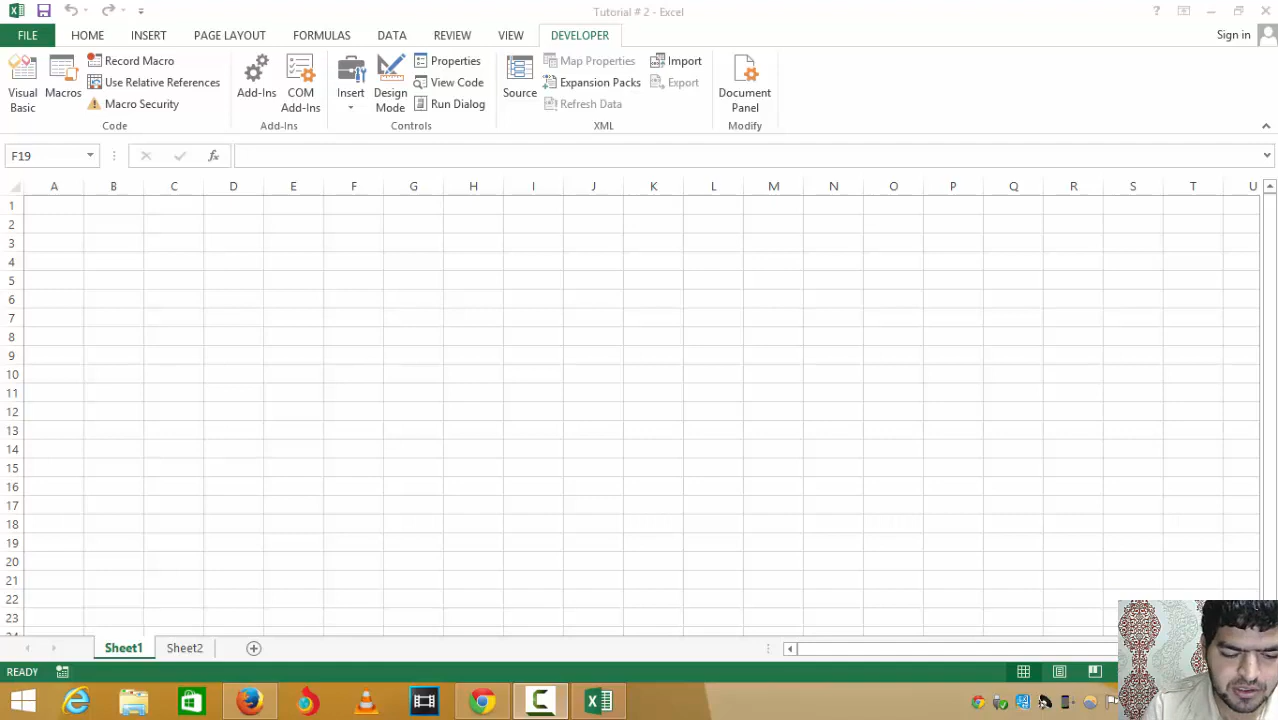 Tutorial # 2 - Excel
FILE HOME INSERT PAGE LAYOUT FORMULAS DATA REVIEW VIEW DEVELOPER Sign in
Visual Basic
Macros
Record Macro
Use Relative References
Macro Security
Code
Add-Ins
COM Add-Ins
Add-Ins
Insert
Design Mode
Properties
View Code
Run Dialog
Controls
Source
Map Properties
Expansion Packs
Refresh Data
Import
Export
XML
Document Panel
Modify
F19
fx
A B C D E F G H I J K L M N O P Q R S T U
1
2
3
4
5
6
7
8
9
10
11
12
13
14
15
16
17
18
19
20
21
22
23
Sheet1 Sheet2
READY